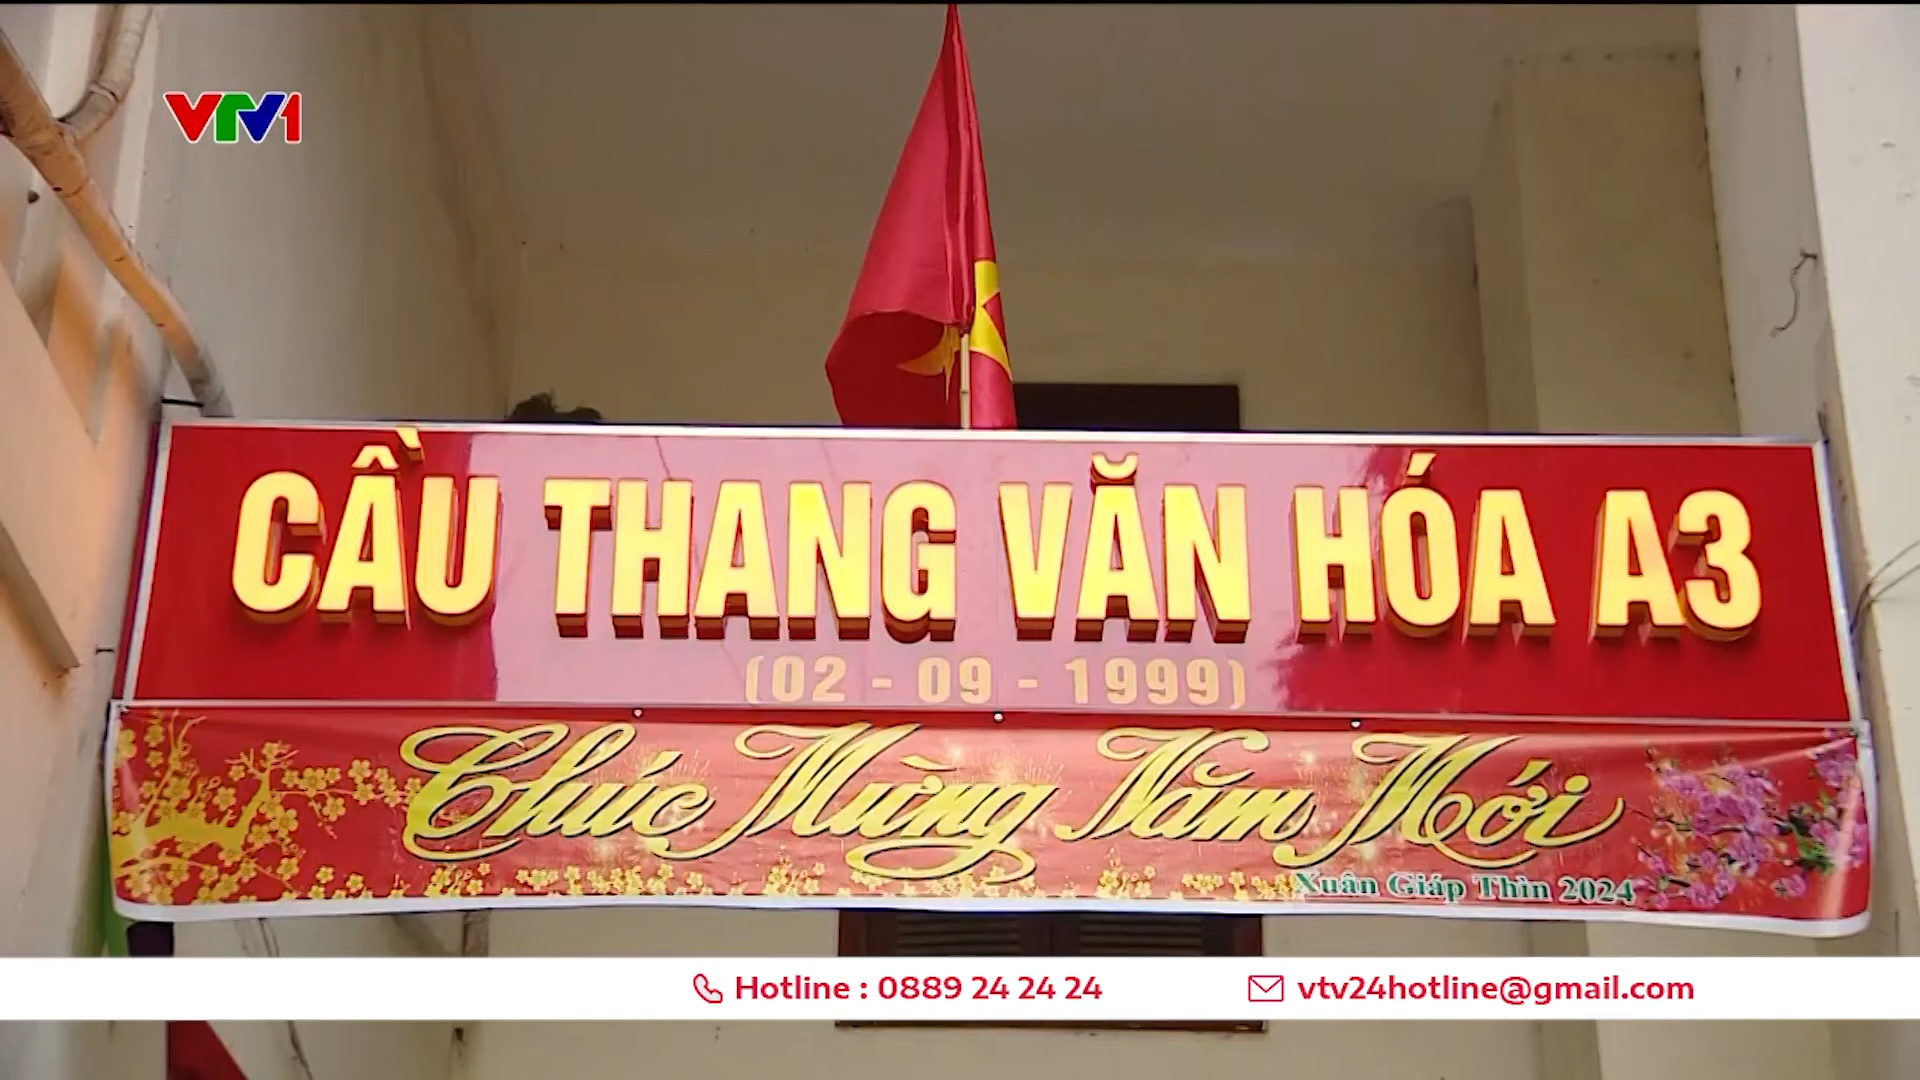 VTV1
CẦU THANG VĂN HÓA A3
(02 - 09 - 1999)
Chúc Mừng Năm Mới
Xuân Giáp Thìn 2024
Hotline : 0889 24 24 24
vtv24hotline@gmail.com